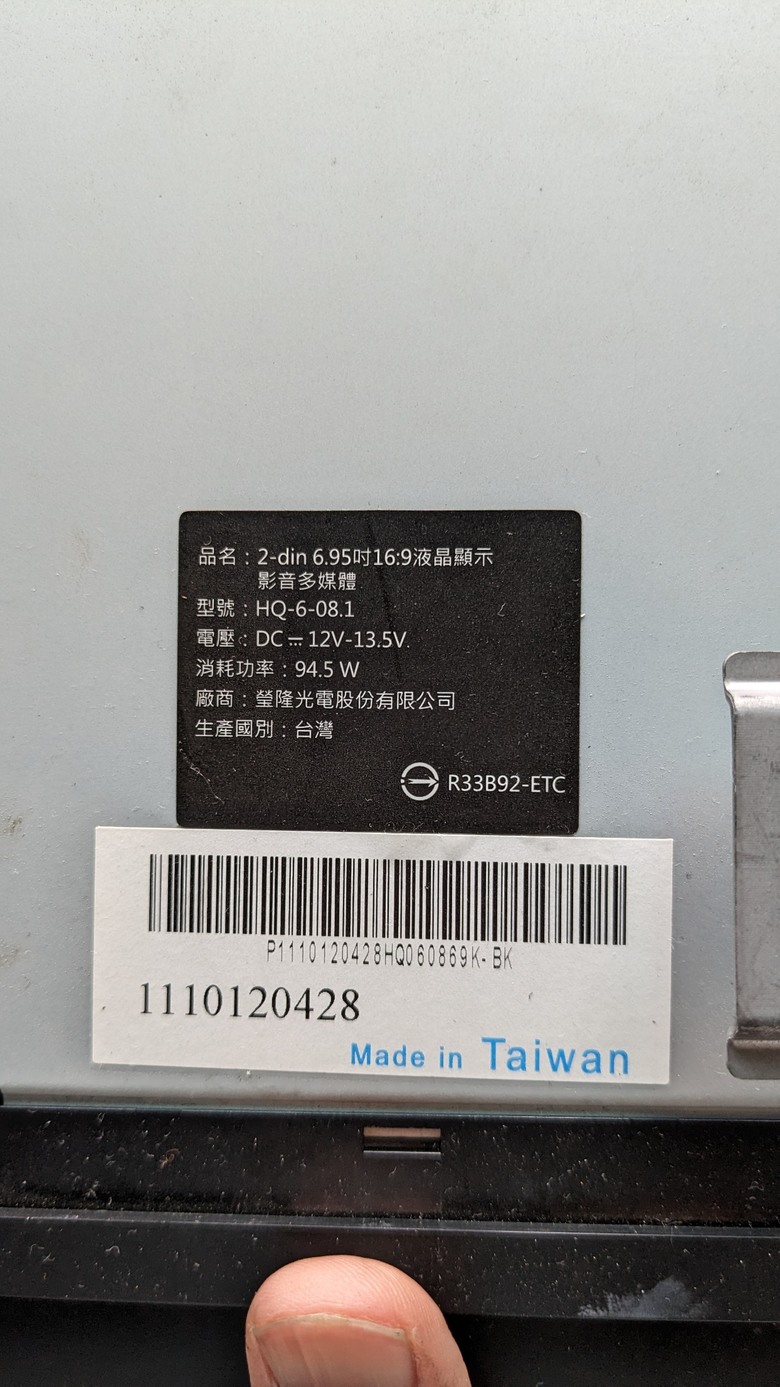 品名：2-din 6.95吋16:9液晶顯示
影音多媒體
型號：HQ-6-08.1
電壓：DC⎓12V-13.5V.
消耗功率：94.5 W
廠商：瑩隆光電股份有限公司
生產國別：台灣
R33B92-ETC
P1110120428HQ060869K-BK
1110120428
Made in Taiwan